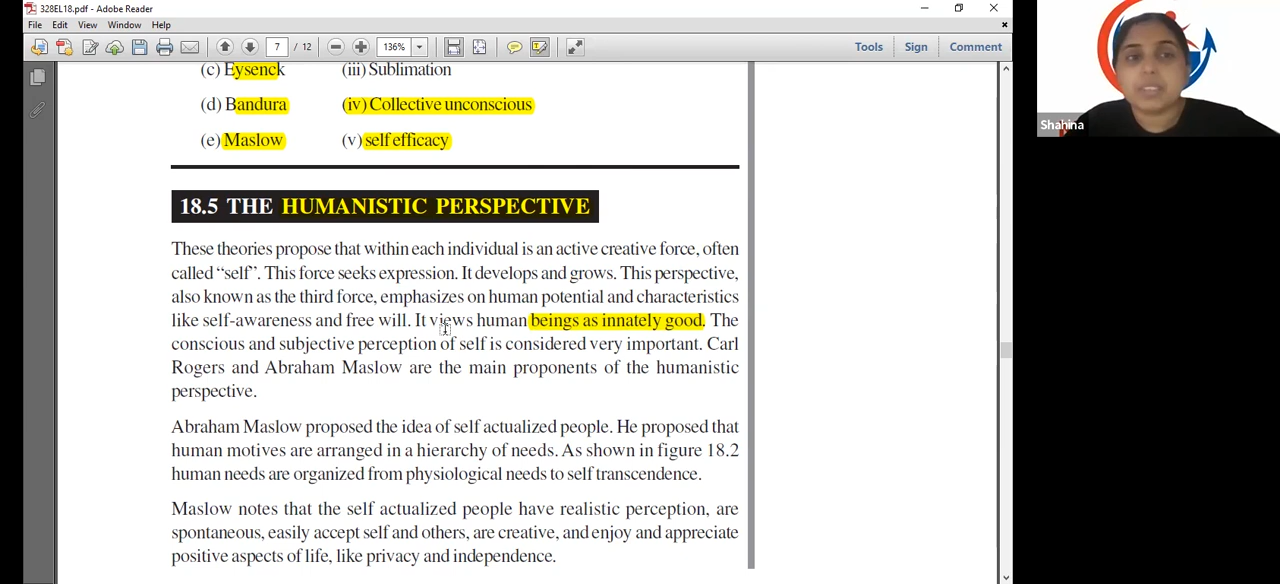 328EL18.pdf - Adobe Reader
File Edit View Window Help
7 / 12 136% Tools Sign Comment
(c) Eysenck (iii) Sublimation
(d) Bandura (iv) Collective unconscious
(e) Maslow (v) self efficacy
18.5 THE HUMANISTIC PERSPECTIVE
These theories propose that within each individual is an active creative force, often
called “self”. This force seeks expression. It develops and grows. This perspective,
also known as the third force, emphasizes on human potential and characteristics
like self-awareness and free will. It views human beings as innately good. The
conscious and subjective perception of self is considered very important. Carl
Rogers and Abraham Maslow are the main proponents of the humanistic
perspective.
Abraham Maslow proposed the idea of self actualized people. He proposed that
human motives are arranged in a hierarchy of needs. As shown in figure 18.2
human needs are organized from physiological needs to self transcendence.
Maslow notes that the self actualized people have realistic perception, are
spontaneous, easily accept self and others, are creative, and enjoy and appreciate
positive aspects of life, like privacy and independence.
Shahina